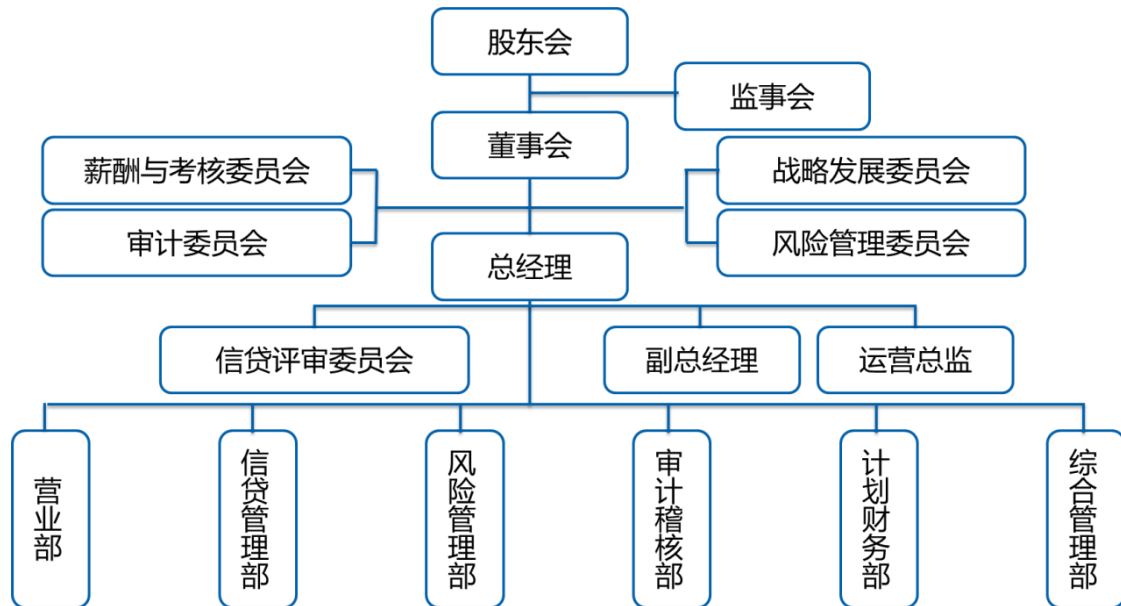 股东会
监事会
董事会
薪酬与考核委员会
战略发展委员会
审计委员会
风险管理委员会
总经理
信贷评审委员会
副总经理
运营总监
营业部
信贷管理部
风险管理部
审计稽核部
计划财务部
综合管理部